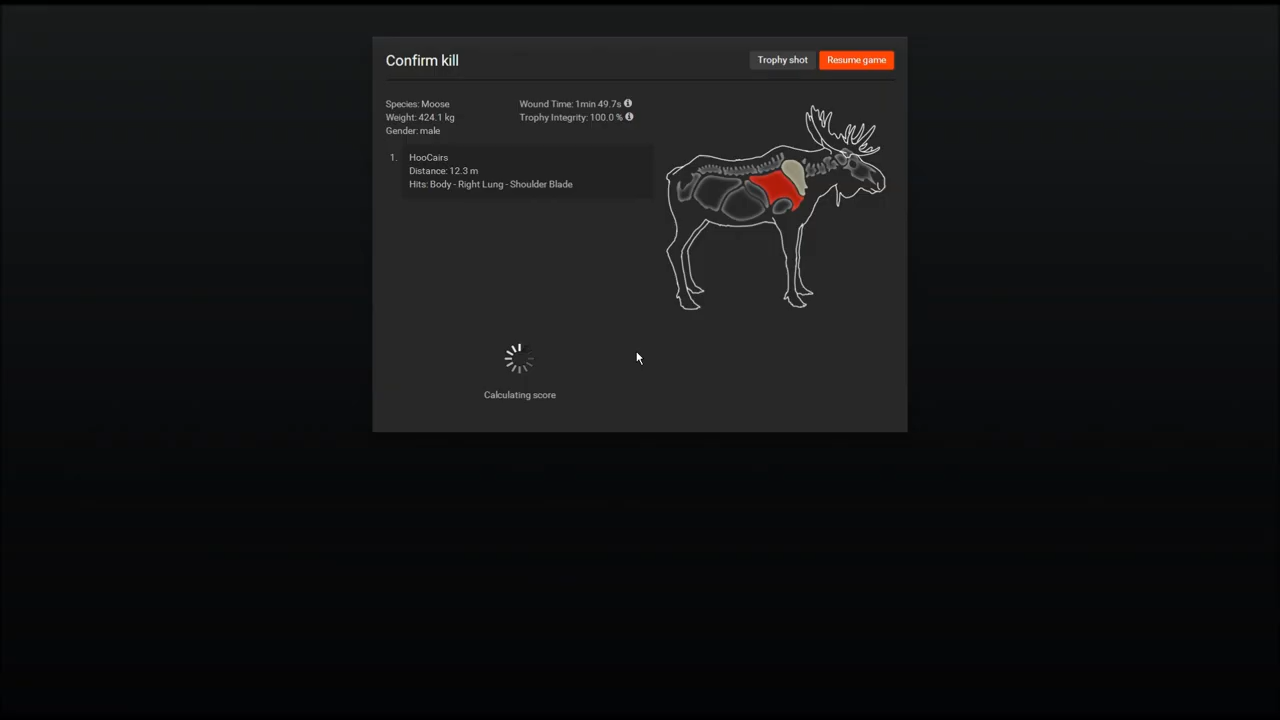 Confirm kill
Trophy shot
Resume game
Species: Moose
Weight: 424.1 kg
Gender: male
Wound Time: 1min 49.7s
Trophy Integrity: 100.0 %
1.
HooCairs
Distance: 12.3 m
Hits: Body - Right Lung - Shoulder Blade
Calculating score